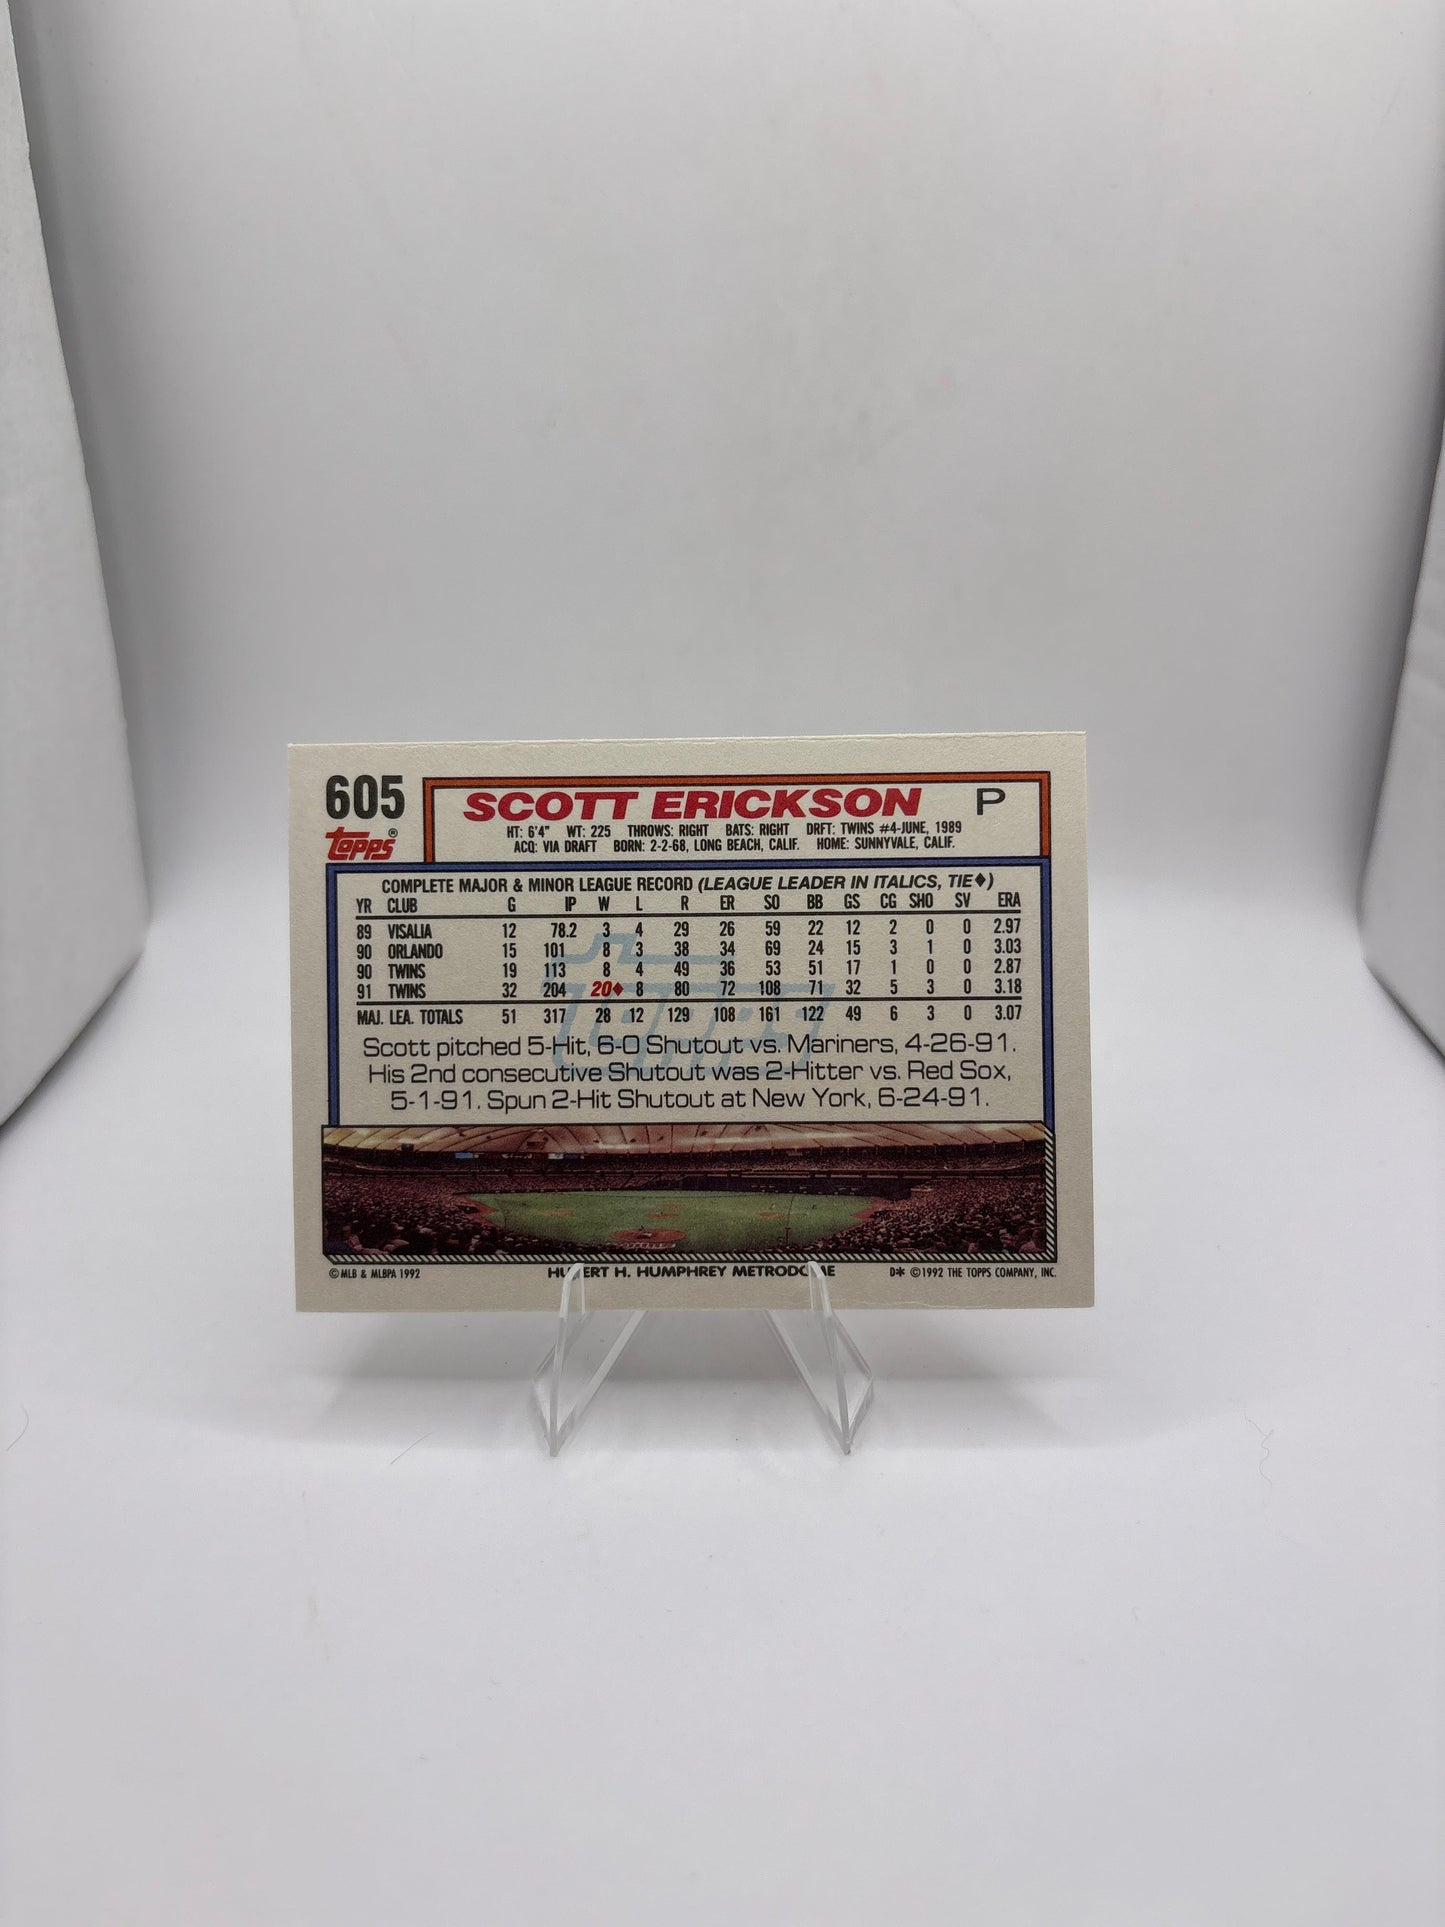 605
SCOTT ERICKSON P
topps®
HT: 6'4" WT: 225 THROWS: RIGHT BATS: RIGHT DRFT: TWINS #4-JUNE, 1989
ACQ: VIA DRAFT BORN: 2-2-68, LONG BEACH, CALIF. HOME: SUNNYVALE, CALIF.
COMPLETE MAJOR & MINOR LEAGUE RECORD (LEAGUE LEADER IN ITALICS, TIE♦)
YR CLUB G IP W L R ER SO BB GS CG SHO SV ERA
89 VISALIA 12 78.2 3 4 29 26 59 22 12 2 0 0 2.97
90 ORLANDO 15 101 8 3 38 34 69 24 15 3 1 0 3.03
90 TWINS 19 113 8 4 49 36 53 51 17 1 0 0 2.87
91 TWINS 32 204 20♦ 8 80 72 108 71 32 5 3 0 3.18
MAJ. LEA. TOTALS 51 317 28 12 129 108 161 122 49 6 3 0 3.07
Scott pitched 5-Hit, 6-0 Shutout vs. Mariners, 4-26-91.
His 2nd consecutive Shutout was 2-Hitter vs. Red Sox,
5-1-91. Spun 2-Hit Shutout at New York, 6-24-91.
© MLB & MLBPA 1992 HUBERT H. HUMPHREY METRODOME D* © 1992 THE TOPPS COMPANY, INC.